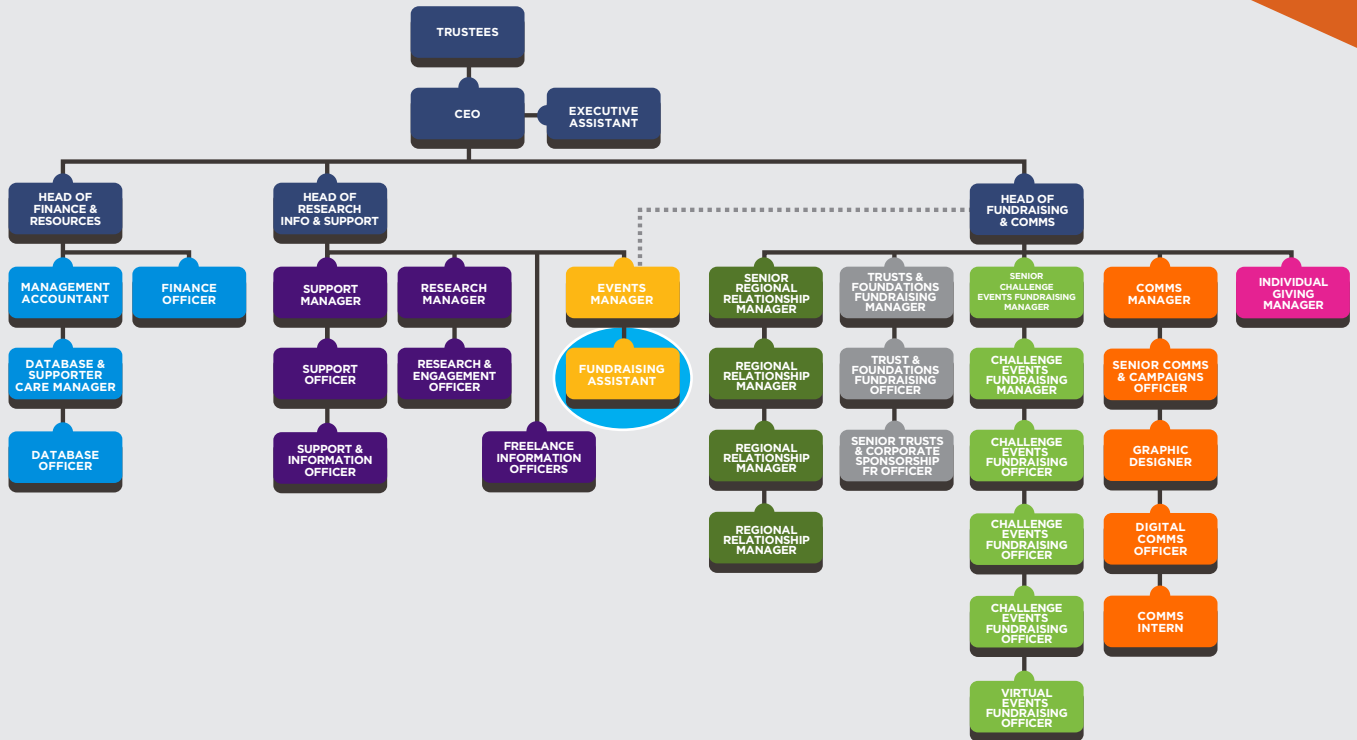 TRUSTEES
CEO
EXECUTIVE
ASSISTANT
HEAD OF
FINANCE &
RESOURCES
HEAD OF
RESEARCH
INFO & SUPPORT
HEAD OF
FUNDRAISING
& COMMS
MANAGEMENT
ACCOUNTANT
FINANCE
OFFICER
SUPPORT
MANAGER
RESEARCH
MANAGER
EVENTS
MANAGER
SENIOR
REGIONAL
RELATIONSHIP
MANAGER
TRUSTS &
FOUNDATIONS
FUNDRAISING
MANAGER
SENIOR
CHALLENGE
EVENTS FUNDRAISING
MANAGER
COMMS
MANAGER
INDIVIDUAL
GIVING
MANAGER
DATABASE &
SUPPORTER
CARE MANAGER
SUPPORT
OFFICER
RESEARCH &
ENGAGEMENT
OFFICER
FUNDRAISING
ASSISTANT
REGIONAL
RELATIONSHIP
MANAGER
TRUST &
FOUNDATIONS
FUNDRAISING
OFFICER
CHALLENGE
EVENTS
FUNDRAISING
MANAGER
SENIOR COMMS
& CAMPAIGNS
OFFICER
DATABASE
OFFICER
SUPPORT &
INFORMATION
OFFICER
FREELANCE
INFORMATION
OFFICERS
REGIONAL
RELATIONSHIP
MANAGER
SENIOR TRUSTS
& CORPORATE
SPONSORSHIP
FR OFFICER
CHALLENGE
EVENTS
FUNDRAISING
OFFICER
GRAPHIC
DESIGNER
REGIONAL
RELATIONSHIP
MANAGER
CHALLENGE
EVENTS
FUNDRAISING
OFFICER
DIGITAL
COMMS
OFFICER
CHALLENGE
EVENTS
FUNDRAISING
OFFICER
COMMS
INTERN
VIRTUAL
EVENTS
FUNDRAISING
OFFICER